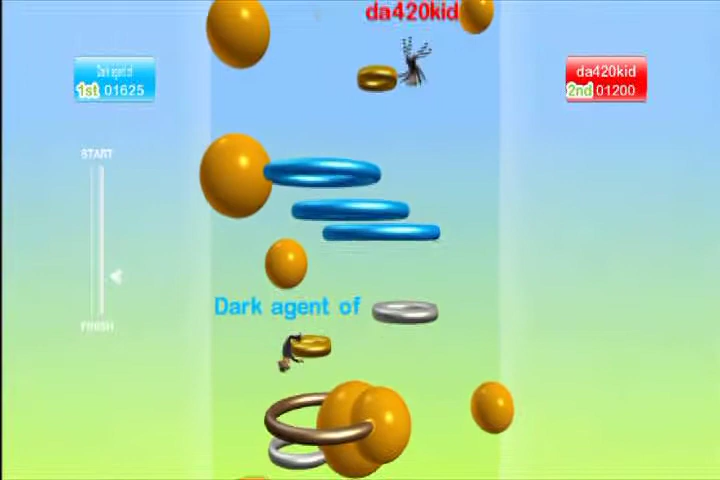 da420kid
Dark agent of
1st 01625
da420kid
2nd 01200
START
Dark agent of
FINISH